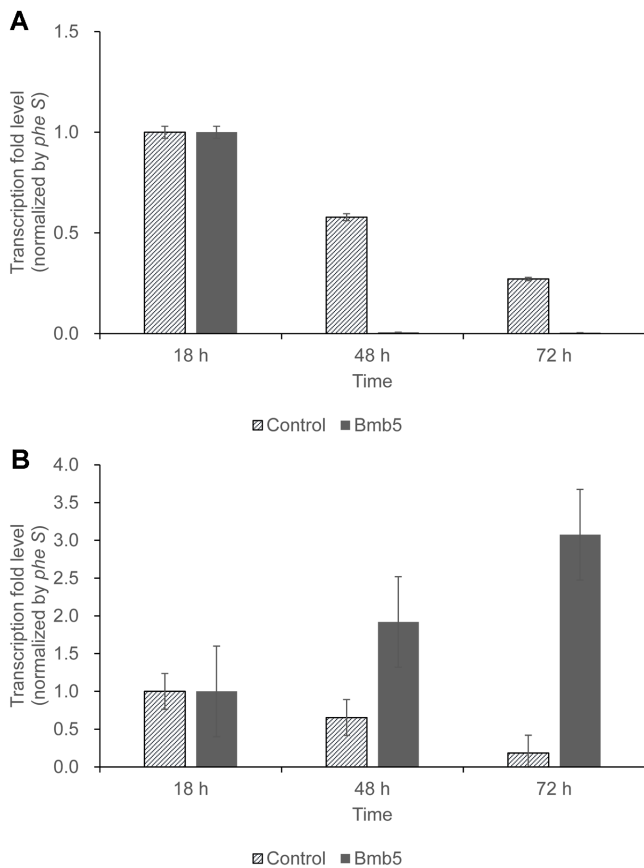 A
1.5
1.0
0.5
0.0
Transcription fold level
(normalized by phe S)
18 h
48 h
72 h
Time
Control
Bmb5
B
4.0
3.5
3.0
2.5
2.0
1.5
1.0
0.5
0.0
Transcription fold level
(normalized by phe S)
18 h
48 h
72 h
Time
Control
Bmb5